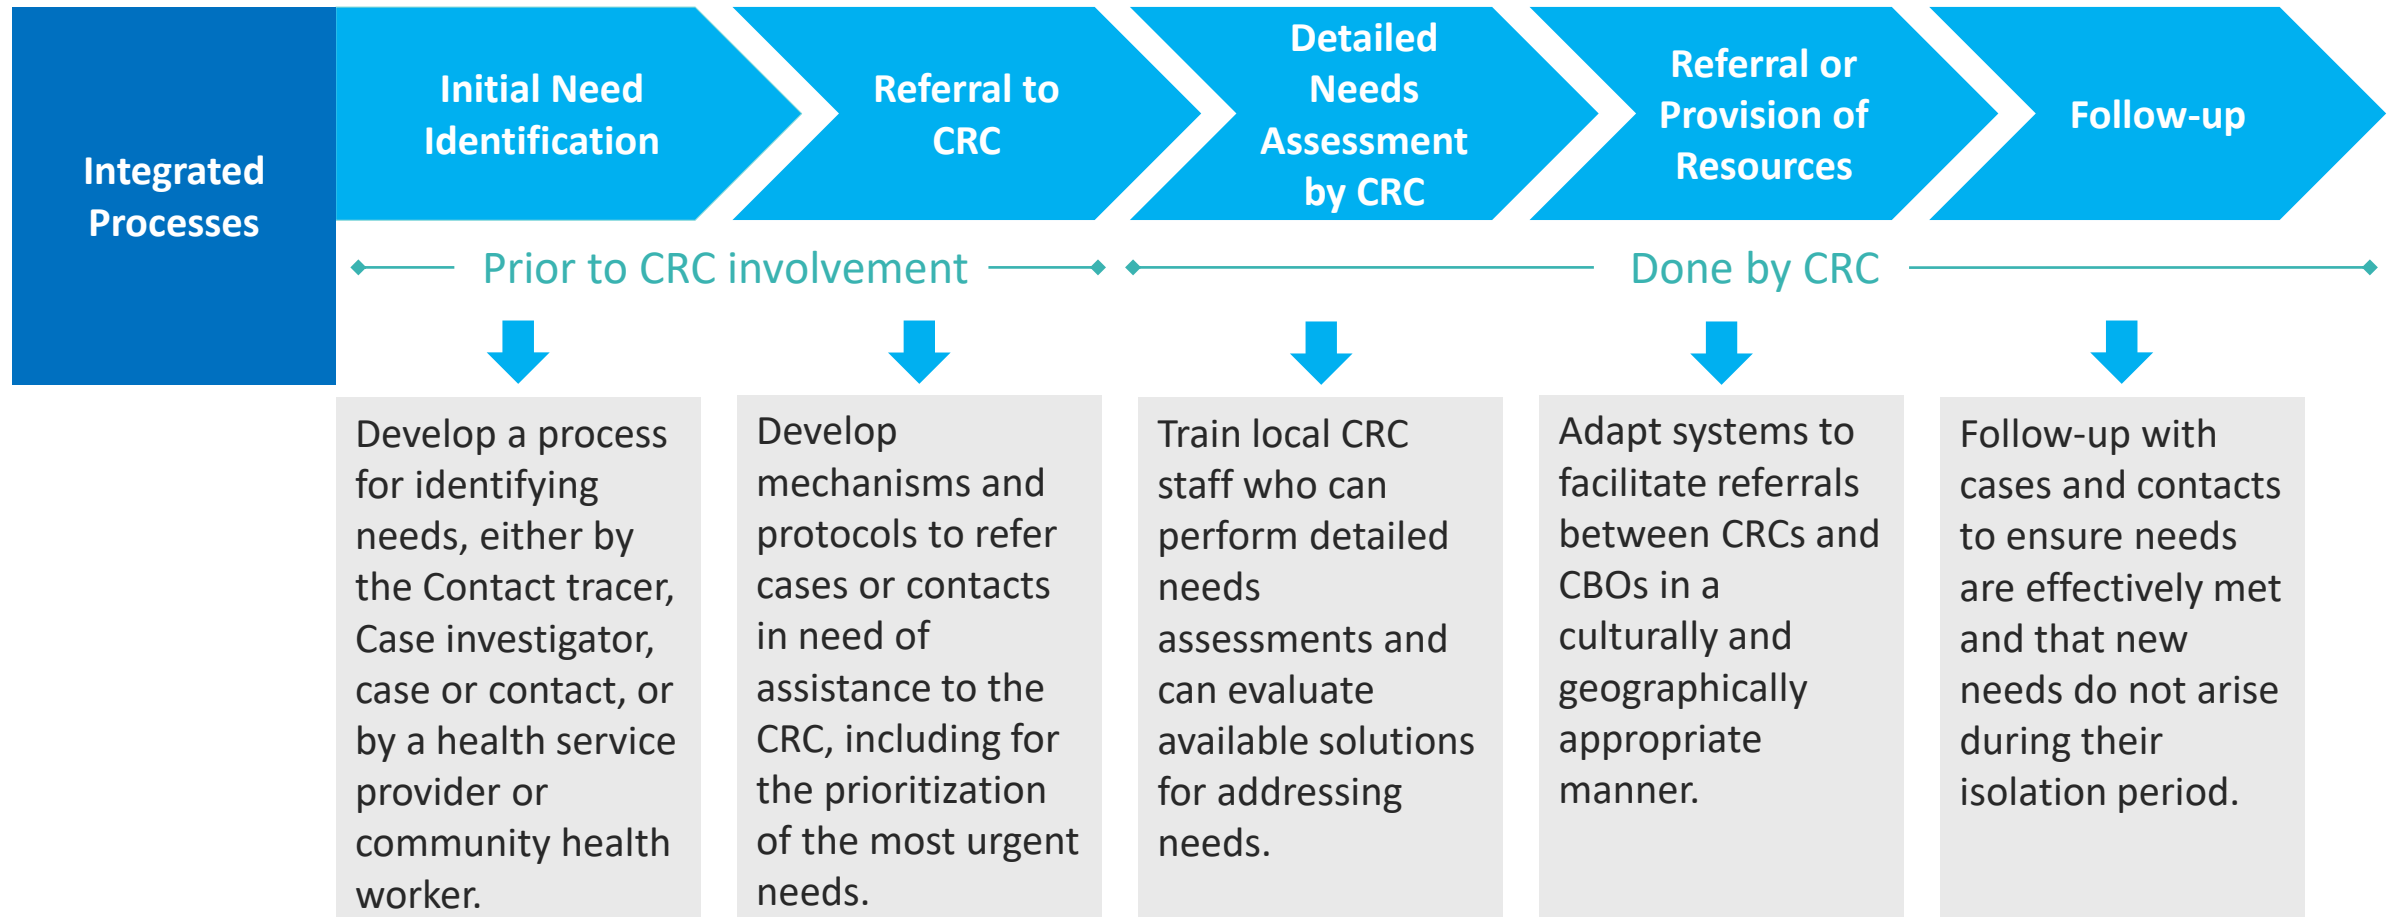 Integrated
Processes
Initial Need
Identification
Referral to
CRC
Detailed
Needs
Assessment
by CRC
Referral or
Provision of
Resources
Follow-up
Prior to CRC involvement
Done by CRC
Develop a process
for identifying
needs, either by
the Contact tracer,
Case investigator,
case or contact, or
by a health service
provider or
community health
worker.
Develop
mechanisms and
protocols to refer
cases or contacts
in need of
assistance to the
CRC, including for
the prioritization
of the most urgent
needs.
Train local CRC
staff who can
perform detailed
needs
assessments and
can evaluate
available solutions
for addressing
needs.
Adapt systems to
facilitate referrals
between CRCs and
CBOs in a
culturally and
geographically
appropriate
manner.
Follow-up with
cases and contacts
to ensure needs
are effectively met
and that new
needs do not arise
during their
isolation period.